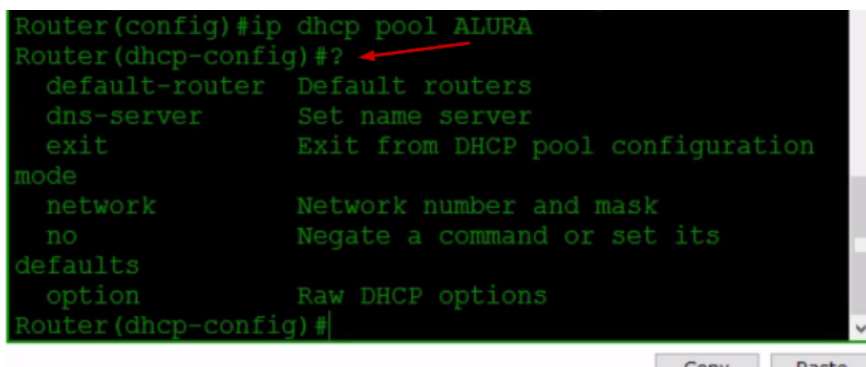 Router(config)#ip dhcp pool ALURA
Router(dhcp-config)#?
  default-router  Default routers
  dns-server      Set name server
  exit            Exit from DHCP pool configuration
mode
  network         Network number and mask
  no              Negate a command or set its
defaults
  option          Raw DHCP options
Router(dhcp-config)#
Copy Paste